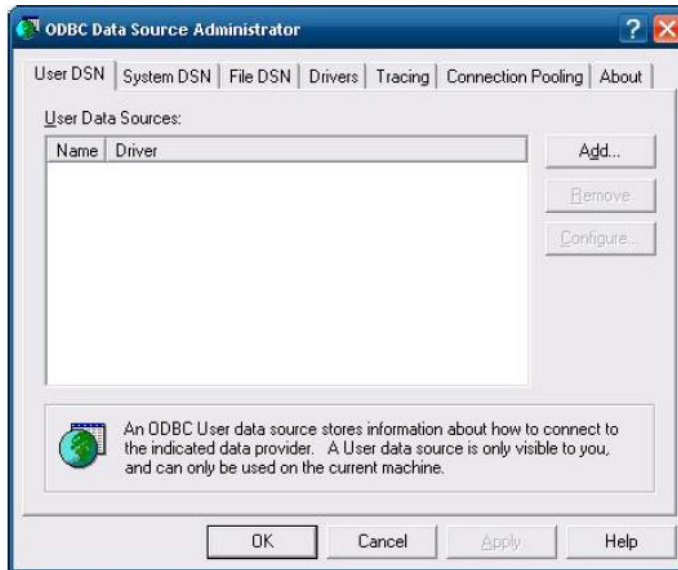 ODBC Data Source Administrator
?
User DSN System DSN File DSN Drivers Tracing Connection Pooling About
User Data Sources:
Name Driver
Add...
Remove
Configure...
An ODBC User data source stores information about how to connect to
the indicated data provider. A User data source is only visible to you,
and can only be used on the current machine.
OK Cancel Apply Help